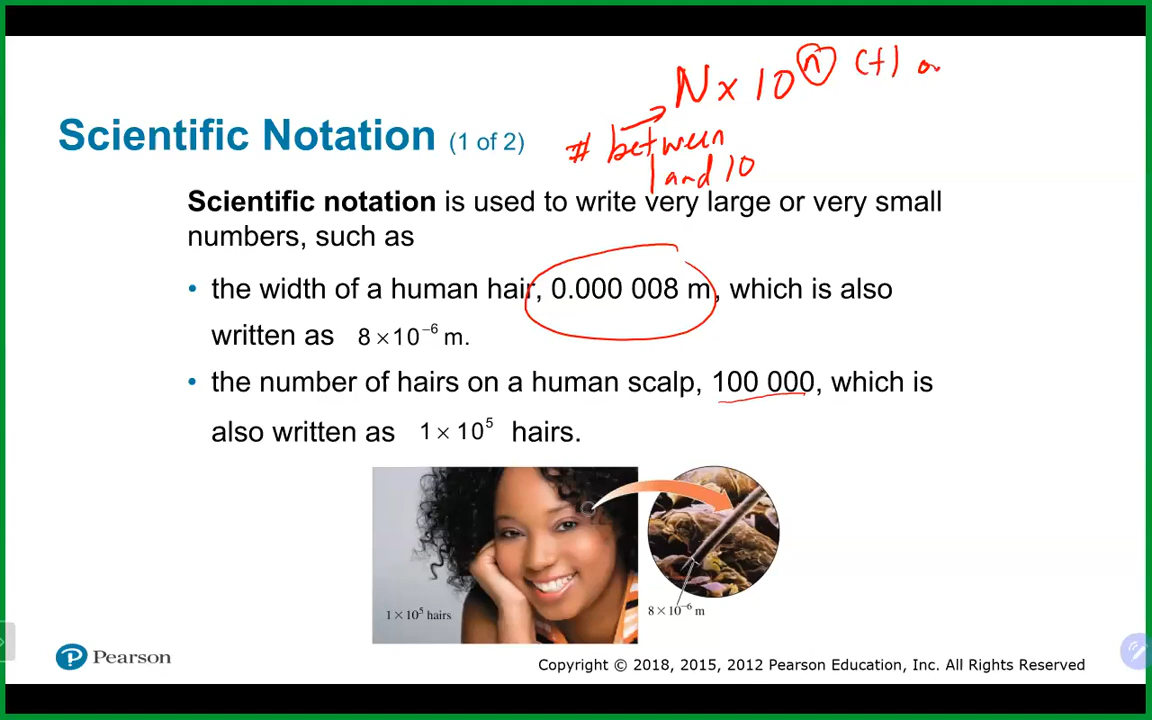 N x 10ⁿ (+) or
# between
1 and 10
Scientific Notation (1 of 2)
Scientific notation is used to write very large or very small
numbers, such as
• the width of a human hair, 0.000 008 m, which is also
written as 8 × 10⁻⁶ m.
• the number of hairs on a human scalp, 100 000, which is
also written as 1 × 10⁵ hairs.
1 × 10⁵ hairs
8 × 10⁻⁶ m
P Pearson
Copyright © 2018, 2015, 2012 Pearson Education, Inc. All Rights Reserved